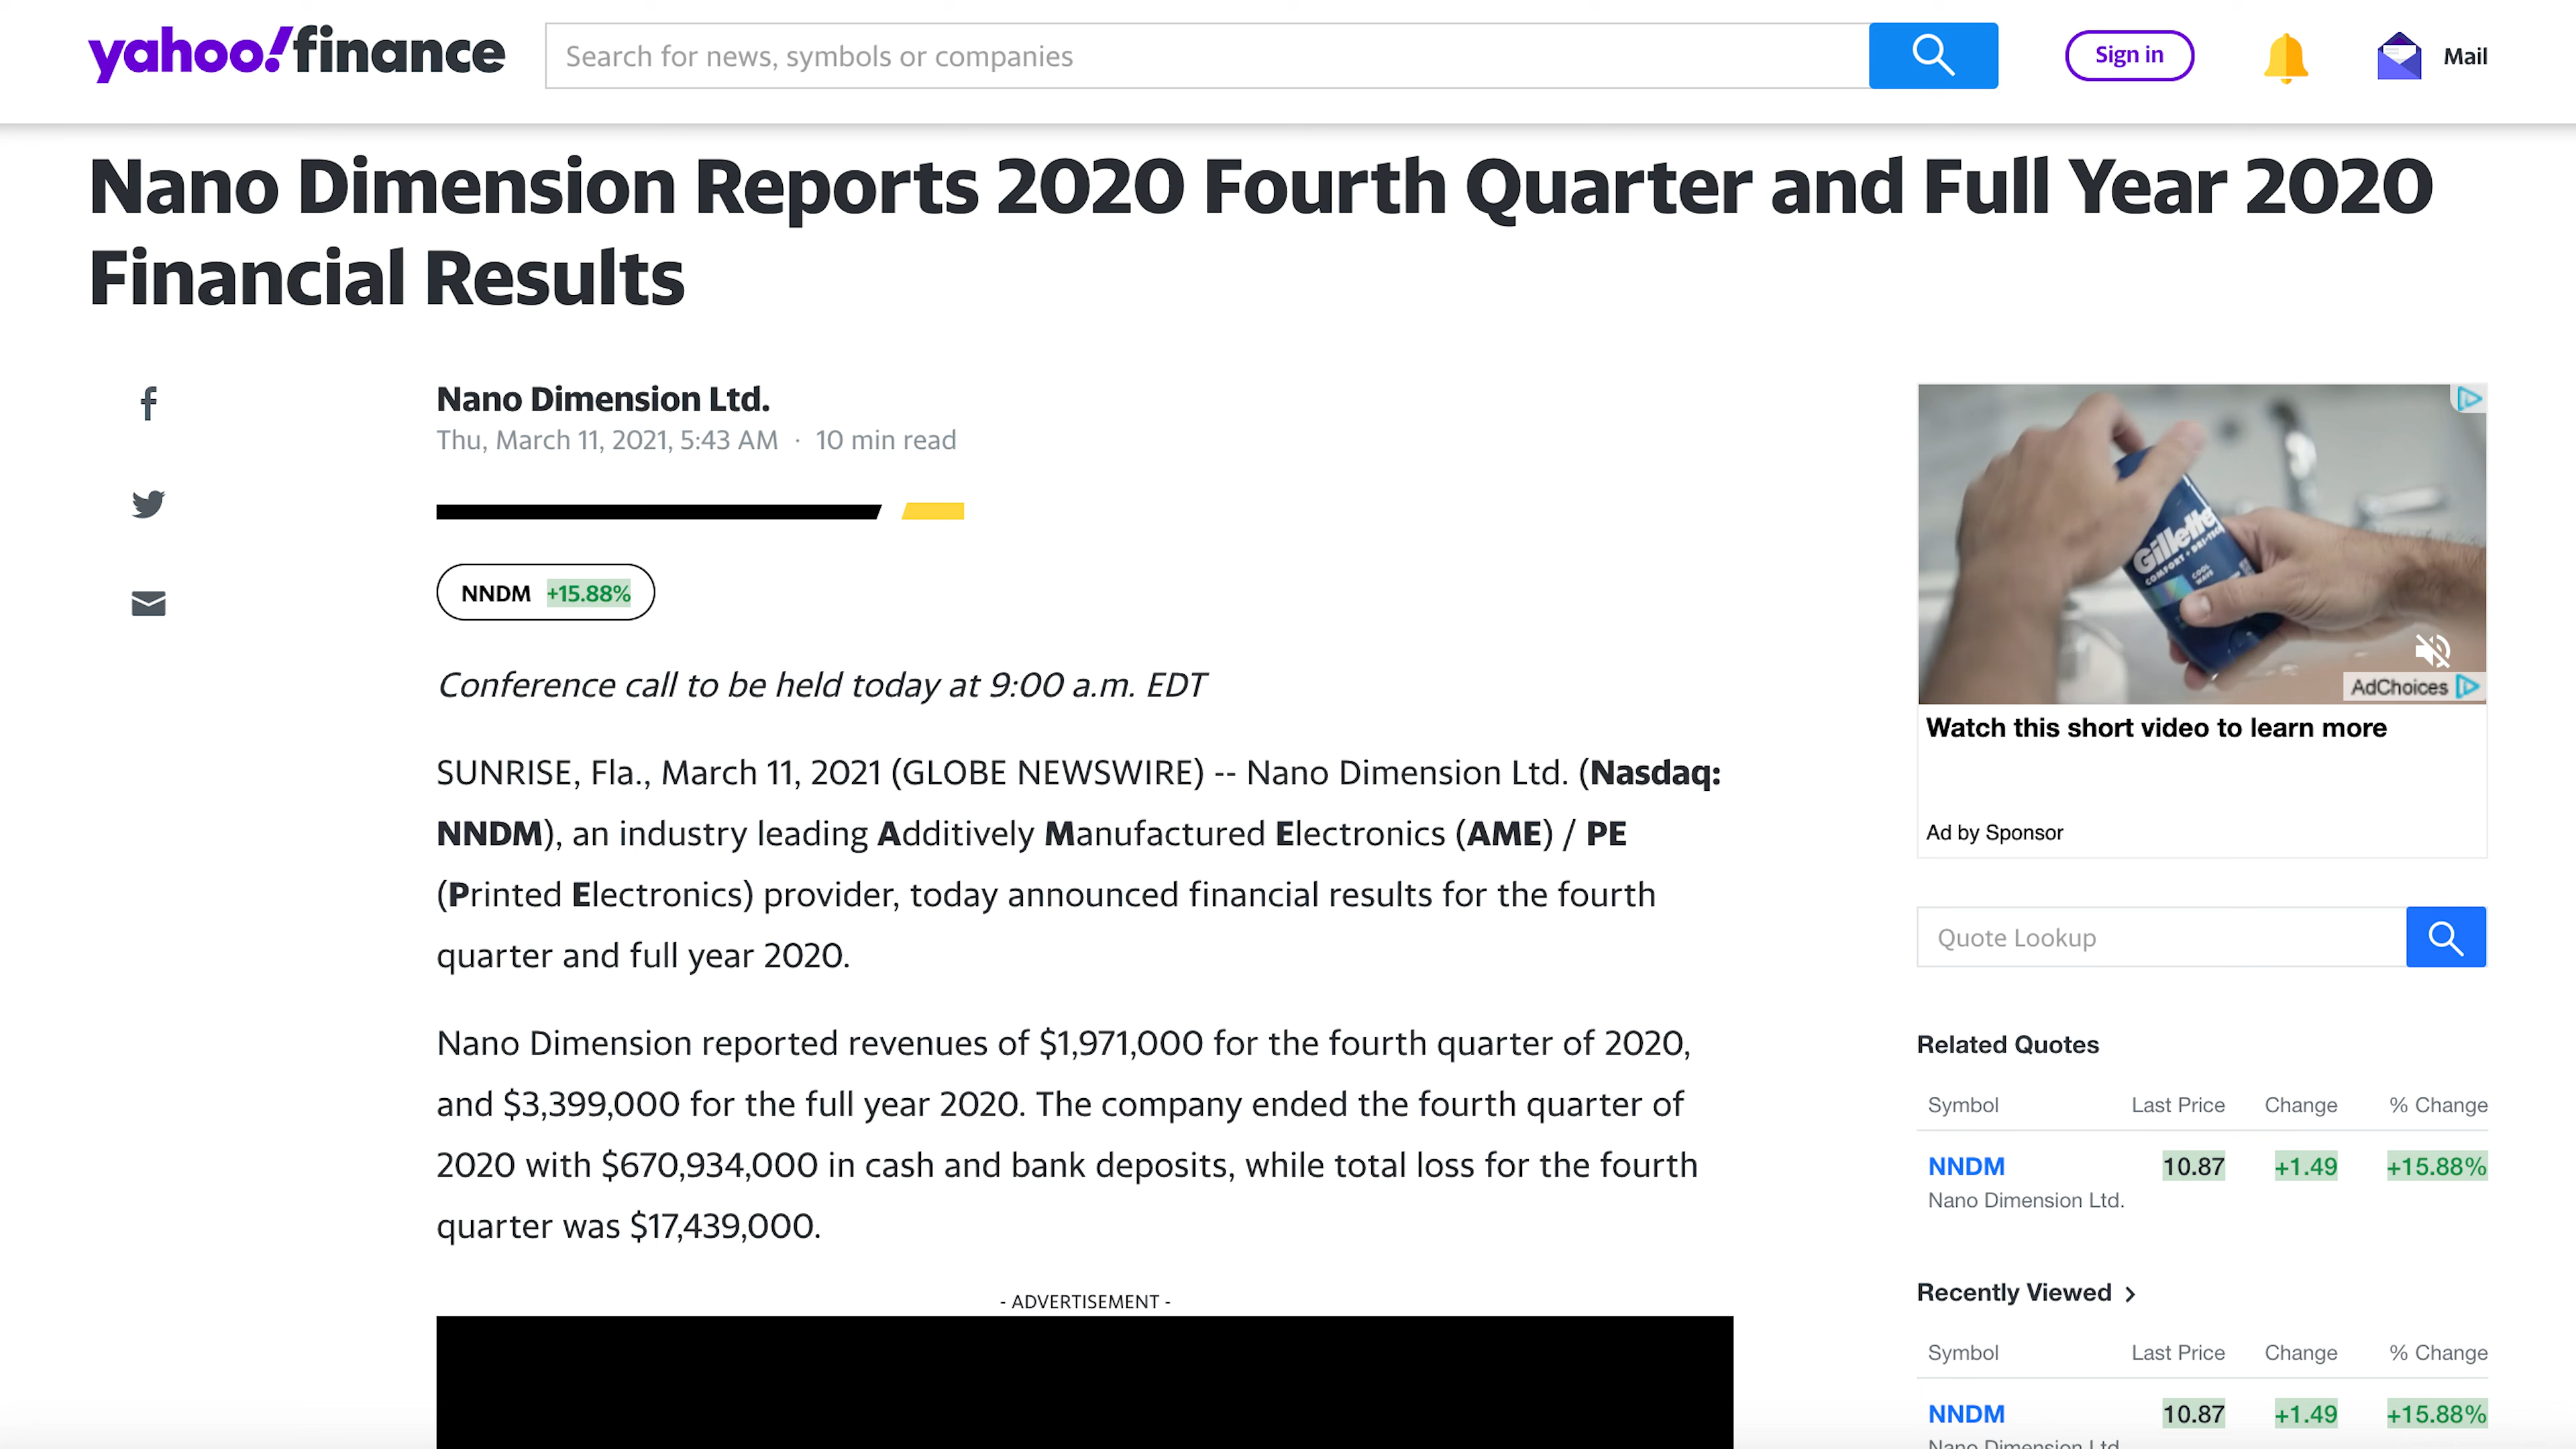 yahoo!finance
Search for news, symbols or companies
Sign in
Mail
Nano Dimension Reports 2020 Fourth Quarter and Full Year 2020
Financial Results
Nano Dimension Ltd.
Thu, March 11, 2021, 5:43 AM · 10 min read
NNDM +15.88%
Conference call to be held today at 9:00 a.m. EDT
SUNRISE, Fla., March 11, 2021 (GLOBE NEWSWIRE) -- Nano Dimension Ltd. (Nasdaq:
NNDM), an industry leading Additively Manufactured Electronics (AME) / PE
(Printed Electronics) provider, today announced financial results for the fourth
quarter and full year 2020.
Nano Dimension reported revenues of $1,971,000 for the fourth quarter of 2020,
and $3,399,000 for the full year 2020. The company ended the fourth quarter of
2020 with $670,934,000 in cash and bank deposits, while total loss for the fourth
quarter was $17,439,000.
- ADVERTISEMENT -
Gillette
COMFORT + DRI-TECH
COOL
WAVE
AdChoices
Watch this short video to learn more
Ad by Sponsor
Quote Lookup
Related Quotes
Symbol Last Price Change % Change
NNDM 10.87 +1.49 +15.88%
Nano Dimension Ltd.
Recently Viewed >
Symbol Last Price Change % Change
NNDM 10.87 +1.49 +15.88%
Nano Dimension Ltd